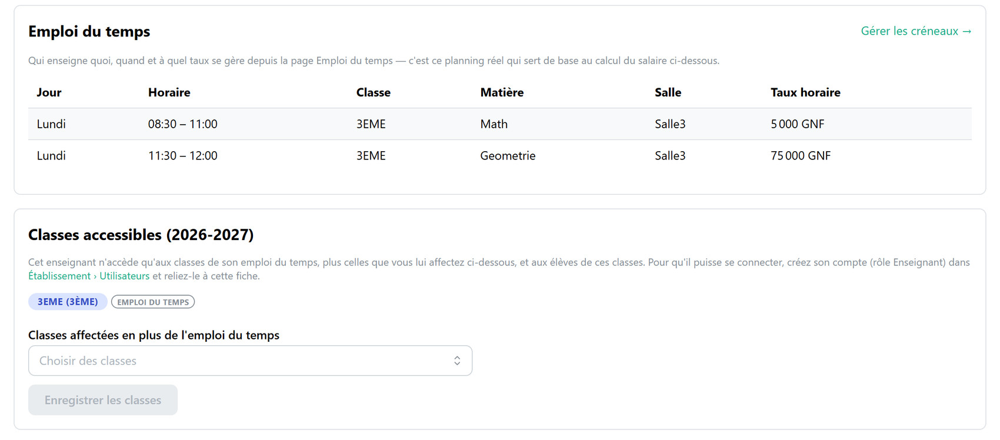 Emploi du temps
Gérer les créneaux →
Qui enseigne quoi, quand et à quel taux se gère depuis la page Emploi du temps — c'est ce planning réel qui sert de base au calcul du salaire ci-dessous.
Jour Horaire Classe Matière Salle Taux horaire
Lundi 08:30 – 11:00 3EME Math Salle3 5 000 GNF
Lundi 11:30 – 12:00 3EME Geometrie Salle3 75 000 GNF
Classes accessibles (2026-2027)
Cet enseignant n'accède qu'aux classes de son emploi du temps, plus celles que vous lui affectez ci-dessous, et aux élèves de ces classes. Pour qu'il puisse se connecter, créez son compte (rôle Enseignant) dans
Établissement › Utilisateurs et reliez-le à cette fiche.
3EME (3ÈME) EMPLOI DU TEMPS
Classes affectées en plus de l'emploi du temps
Choisir des classes
Enregistrer les classes